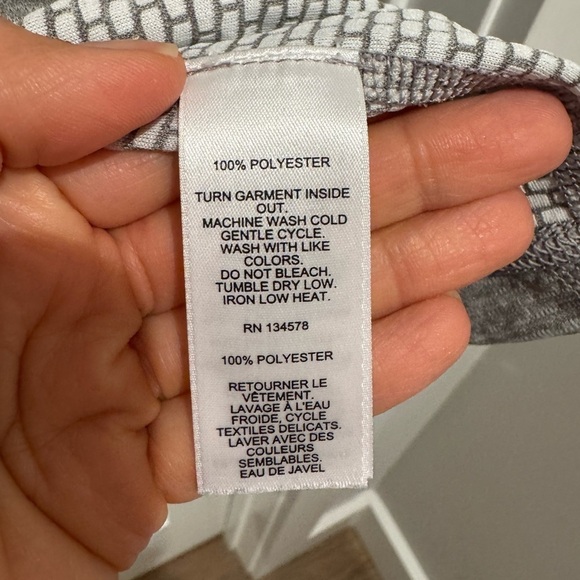 100% POLYESTER
TURN GARMENT INSIDE
OUT.
MACHINE WASH COLD
GENTLE CYCLE.
WASH WITH LIKE
COLORS.
DO NOT BLEACH.
TUMBLE DRY LOW.
IRON LOW HEAT.
RN 134578
100% POLYESTER
RETOURNER LE
VÊTEMENT.
LAVAGE À L'EAU
FROIDE, CYCLE
TEXTILES DELICATS.
LAVER AVEC DES
COULEURS
SEMBLABLES.
EAU DE JAVEL